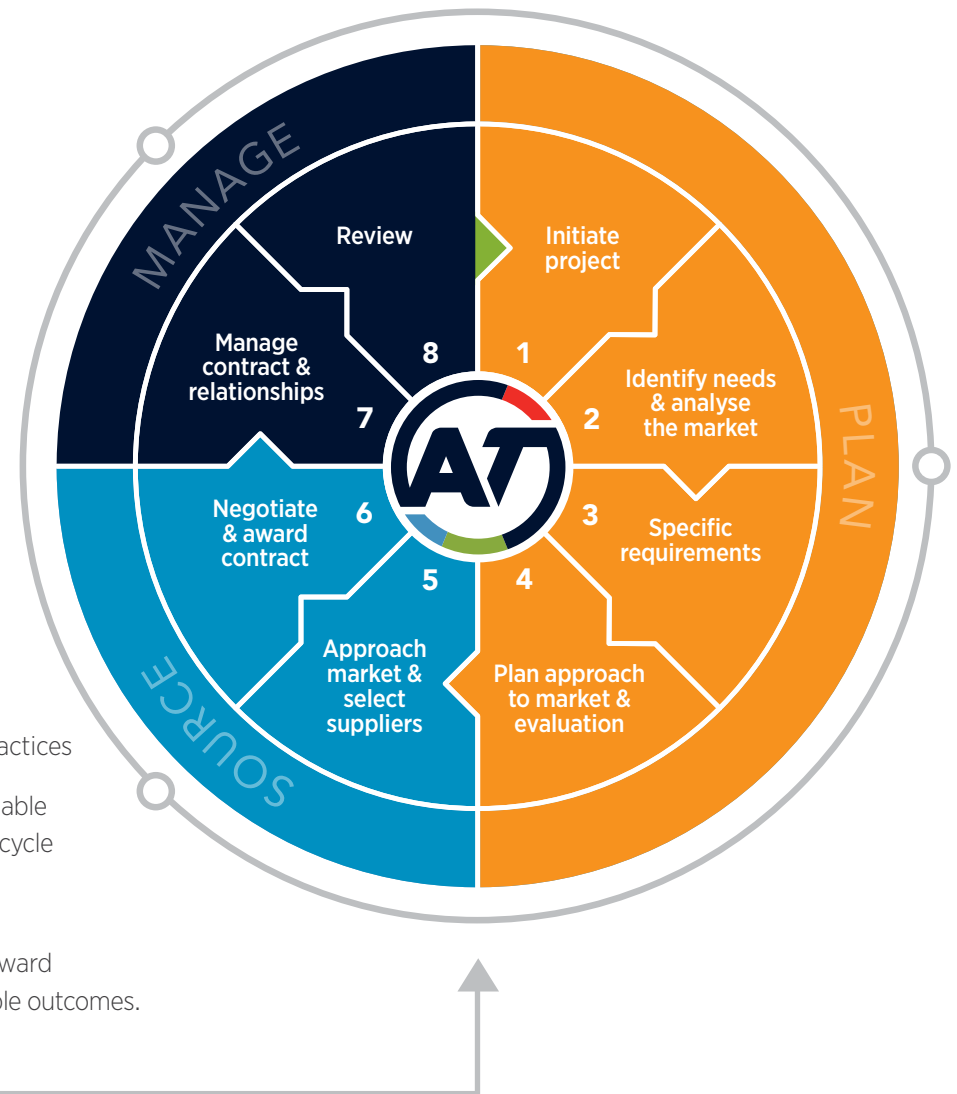 MANAGE
PLAN
SOURCE
Initiate
project
1
Identify needs
& analyse
the market
2
Specific
requirements
3
Plan approach
to market &
evaluation
4
Approach
market &
select
suppliers
5
Negotiate
& award
contract
6
Manage
contract &
relationships
7
Review
8
AT
actices
able
cycle
ward
le outcomes.